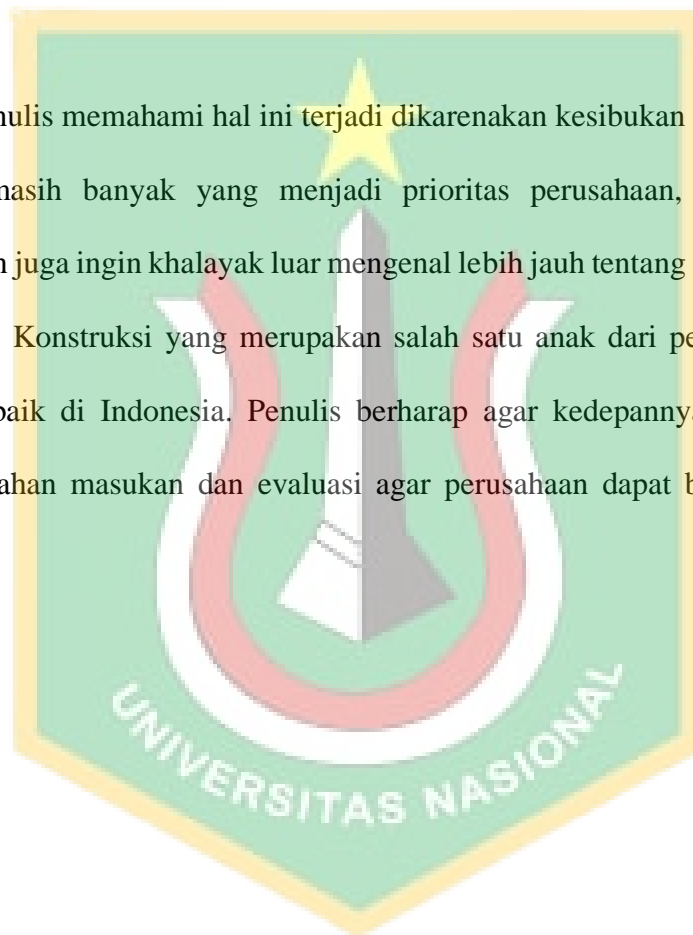 nulis memahami hal ini terjadi dikarenakan kesibukan
masih banyak yang menjadi prioritas perusahaan,
juga ingin khalayak luar mengenal lebih jauh tentang
Konstruksi yang merupakan salah satu anak dari pe
baik di Indonesia. Penulis berharap agar kedepannya
ahan masukan dan evaluasi agar perusahaan dapat b
UNIVERSITAS NASIONAL